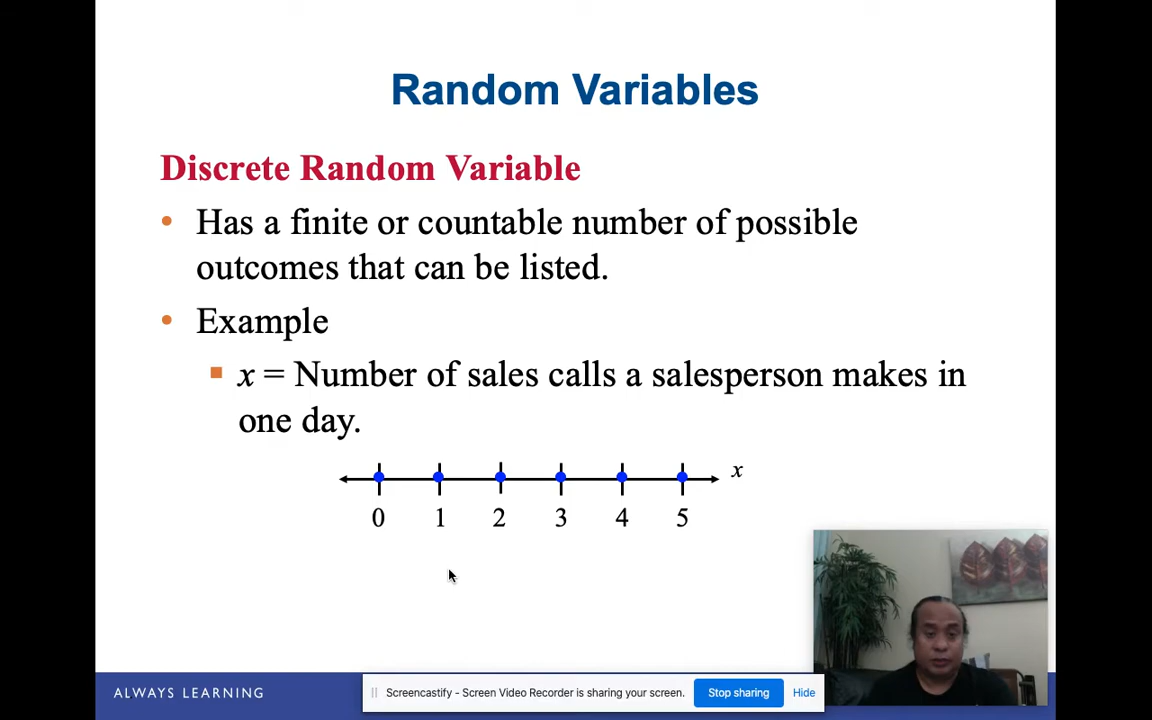 Random Variables
Discrete Random Variable
• Has a finite or countable number of possible
outcomes that can be listed.
• Example
▪ x = Number of sales calls a salesperson makes in
one day.
x
0 1 2 3 4 5
ALWAYS LEARNING
Screencastify - Screen Video Recorder is sharing your screen. Stop sharing Hide